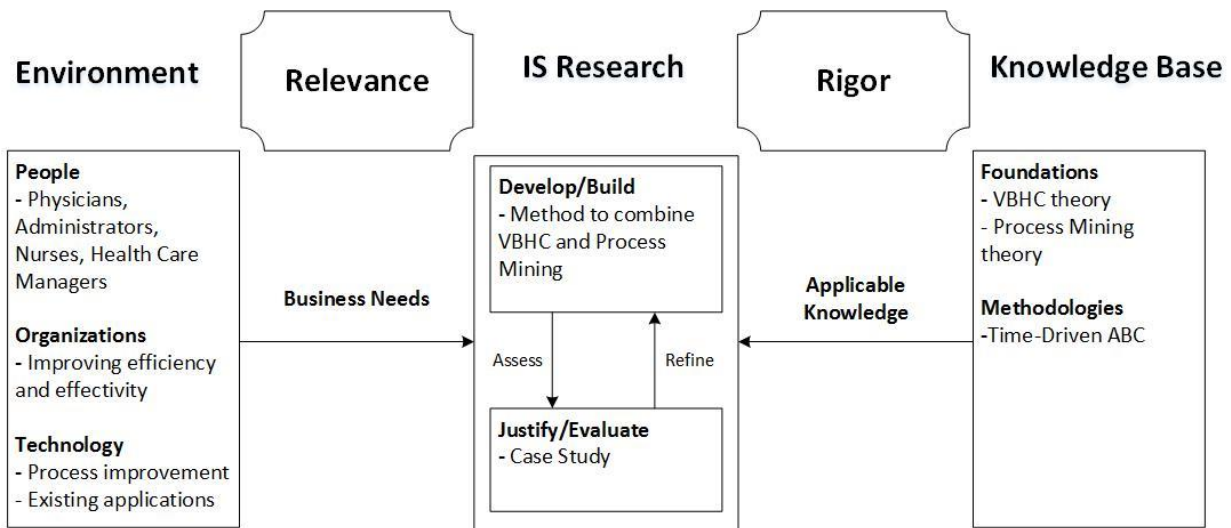 Environment
Relevance
IS Research
Rigor
Knowledge Base
People
- Physicians,
Administrators,
Nurses, Health Care
Managers
Organizations
- Improving efficiency
and effectivity
Technology
- Process improvement
- Existing applications
Business Needs
Develop/Build
- Method to combine
VBHC and Process
Mining
Assess
Refine
Justify/Evaluate
- Case Study
Applicable
Knowledge
Foundations
- VBHC theory
- Process Mining
theory
Methodologies
-Time-Driven ABC